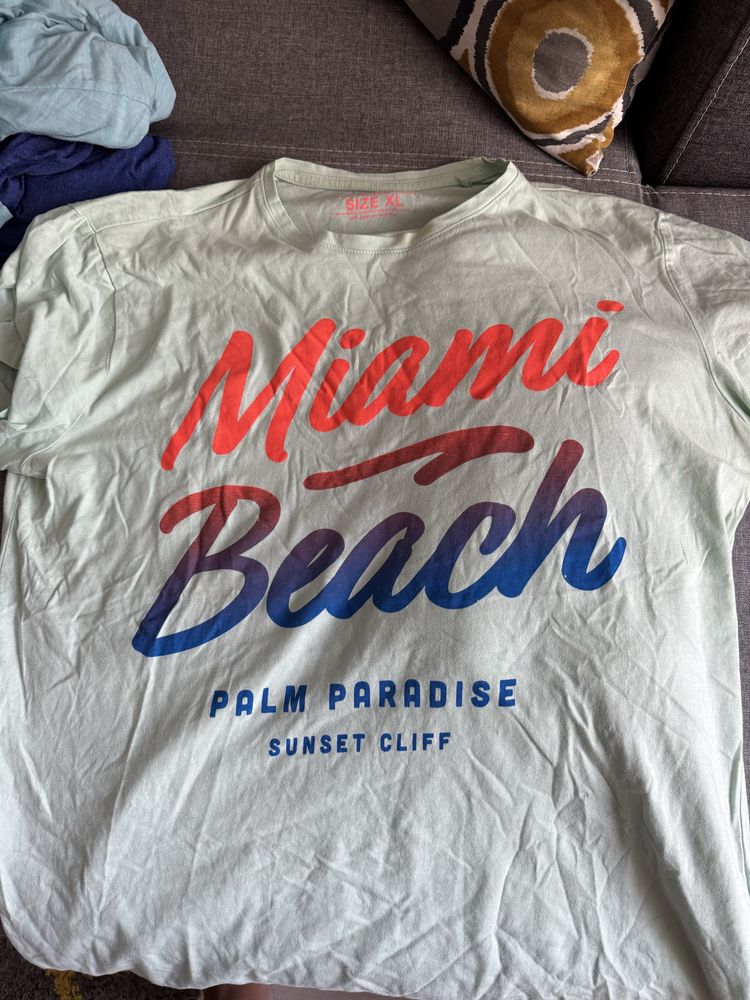 SIZE XL
Miami
Beach
PALM PARADISE
SUNSET CLIFF